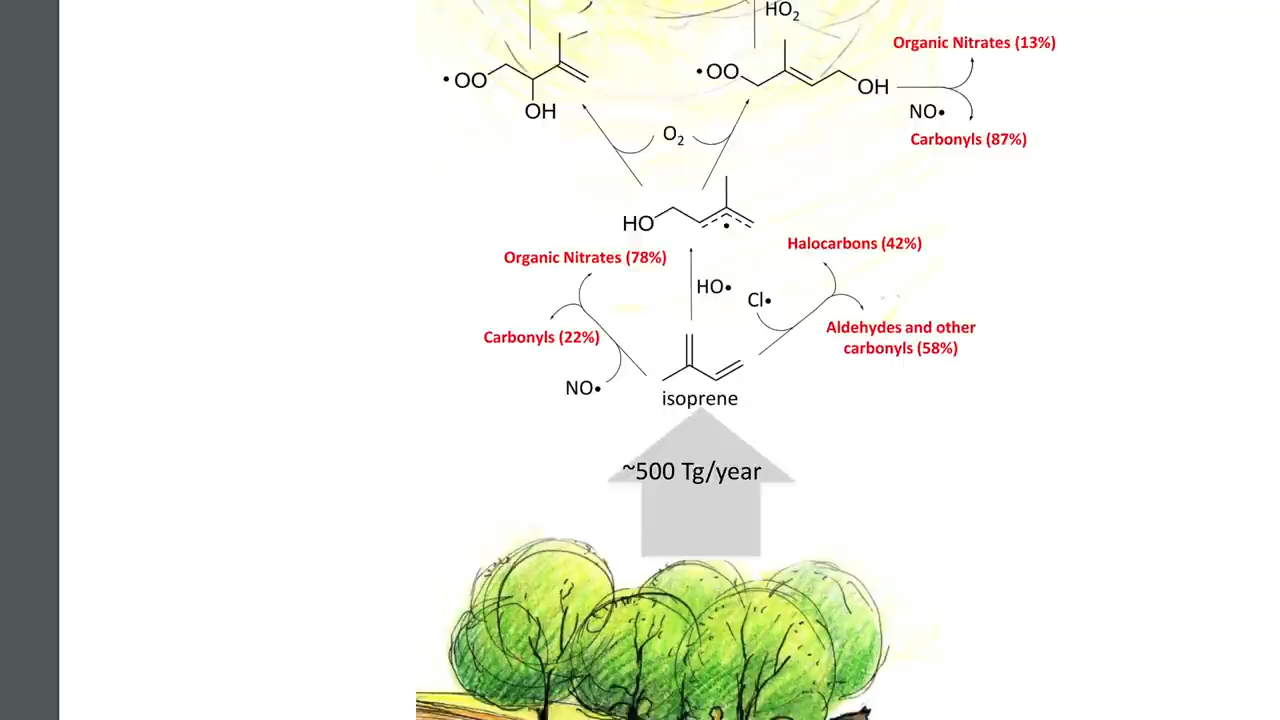 HO₂
Organic Nitrates (13%)
•OO
OH
•OO
OH
NO•
Carbonyls (87%)
O₂
HO
•
Organic Nitrates (78%)
Halocarbons (42%)
HO•
Cl•
Carbonyls (22%)
Aldehydes and other
carbonyls (58%)
NO•
isoprene
~500 Tg/year